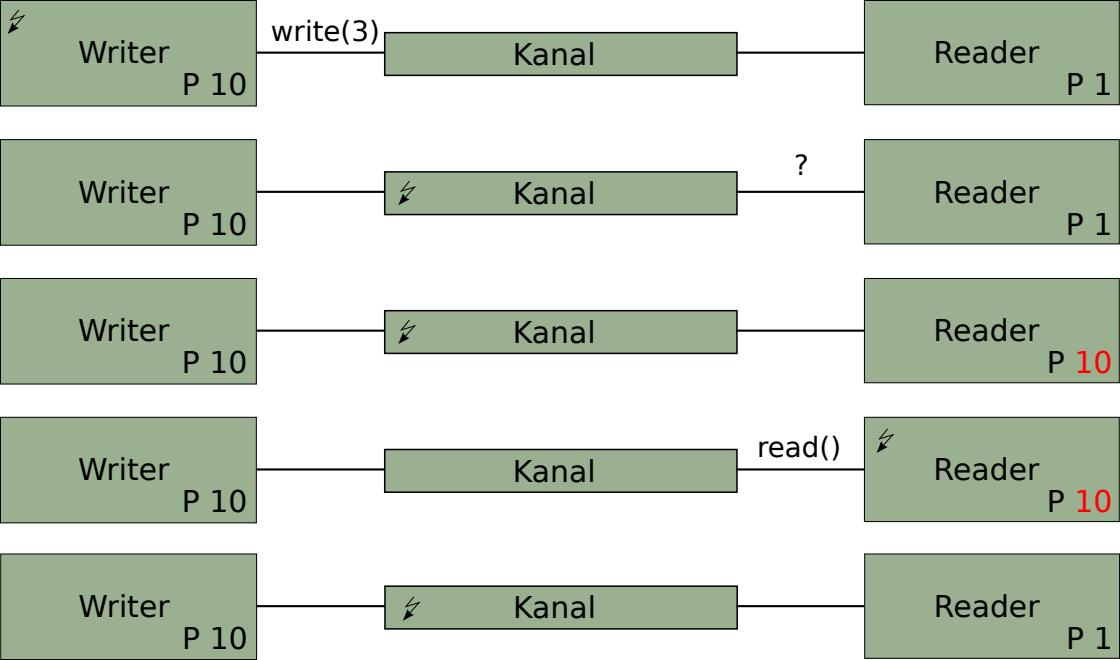 write(3)
Writer
Kanal
Reader
P 10
P 1
?
Writer
Kanal
Reader
P 10
P 1
Writer
Kanal
Reader
P 10
P 10
read()
Writer
Kanal
Reader
P 10
P 10
Writer
Kanal
Reader
P 10
P 1